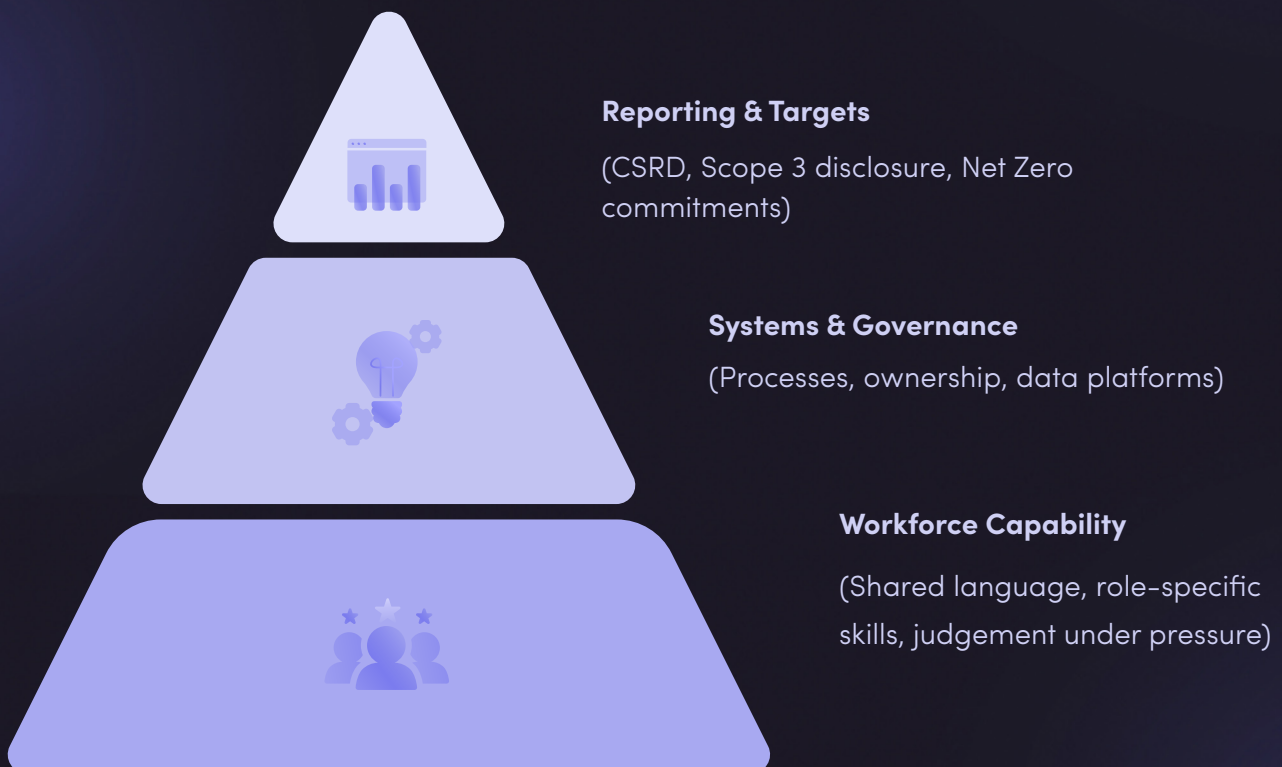 Reporting & Targets
(CSRD, Scope 3 disclosure, Net Zero
commitments)
Systems & Governance
(Processes, ownership, data platforms)
Workforce Capability
(Shared language, role-specific
skills, judgement under pressure)